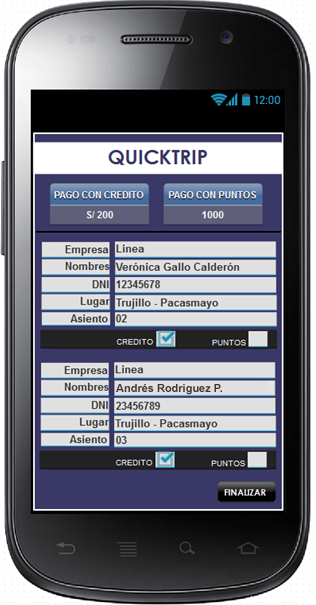 12:00
QUICKTRIP
PAGO CON CREDITO PAGO CON PUNTOS
S/ 200 1000
Empresa Linea
Nombres Verónica Gallo Calderón
DNI 12345678
Lugar Trujillo - Pacasmayo
Asiento 02
CREDITO PUNTOS
Empresa Linea
Nombres Andrés Rodriguez P.
DNI 23456789
Lugar Trujillo - Pacasmayo
Asiento 03
CREDITO PUNTOS
FINALIZAR